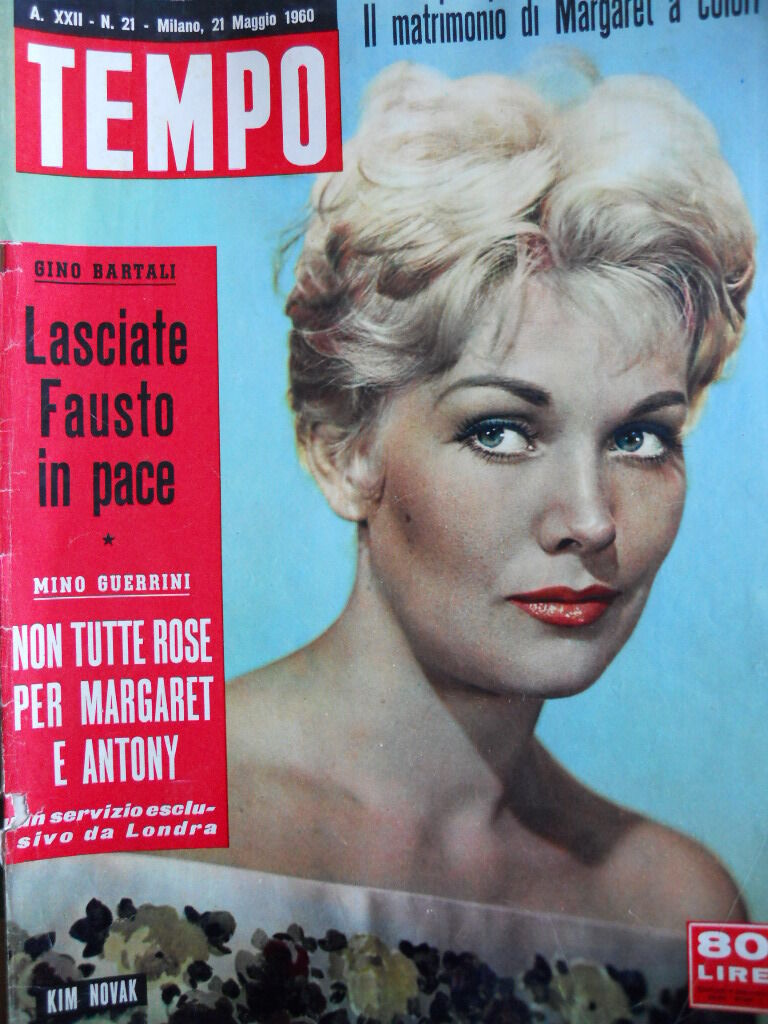 A. XXII - N. 21 - Milano, 21 Maggio 1960
Il matrimonio di Margaret a colori
TEMPO
GINO BARTALI
Lasciate
Fausto
in pace
★
MINO GUERRINI
NON TUTTE ROSE
PER MARGARET
E ANTONY
un servizio esclu-
sivo da Londra
KIM NOVAK
80
LIRE